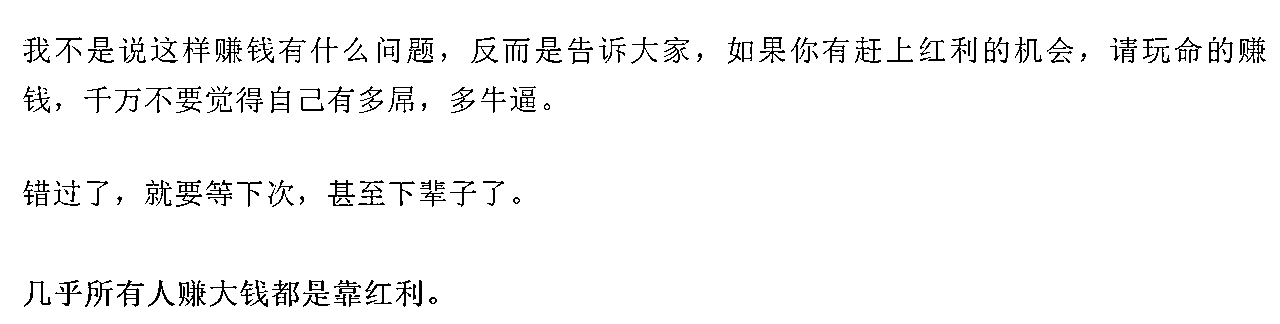 我不是说这样赚钱有什么问题，反而是告诉大家，如果你有赶上红利的机会，请玩命的赚
钱，千万不要觉得自己有多屌，多牛逼。
错过了，就要等下次，甚至下辈子了。
几乎所有人赚大钱都是靠红利。